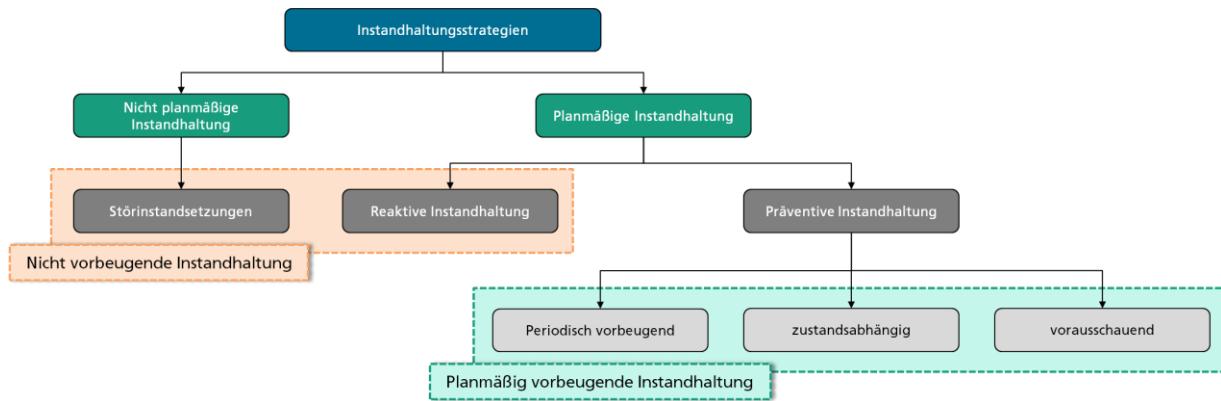 Instandhaltungsstrategien
Nicht planmäßige
Instandhaltung
Planmäßige Instandhaltung
Störinstandsetzungen
Reaktive Instandhaltung
Präventive Instandhaltung
Nicht vorbeugende Instandhaltung
Periodisch vorbeugend
zustandsabhängig
vorausschauend
Planmäßig vorbeugende Instandhaltung